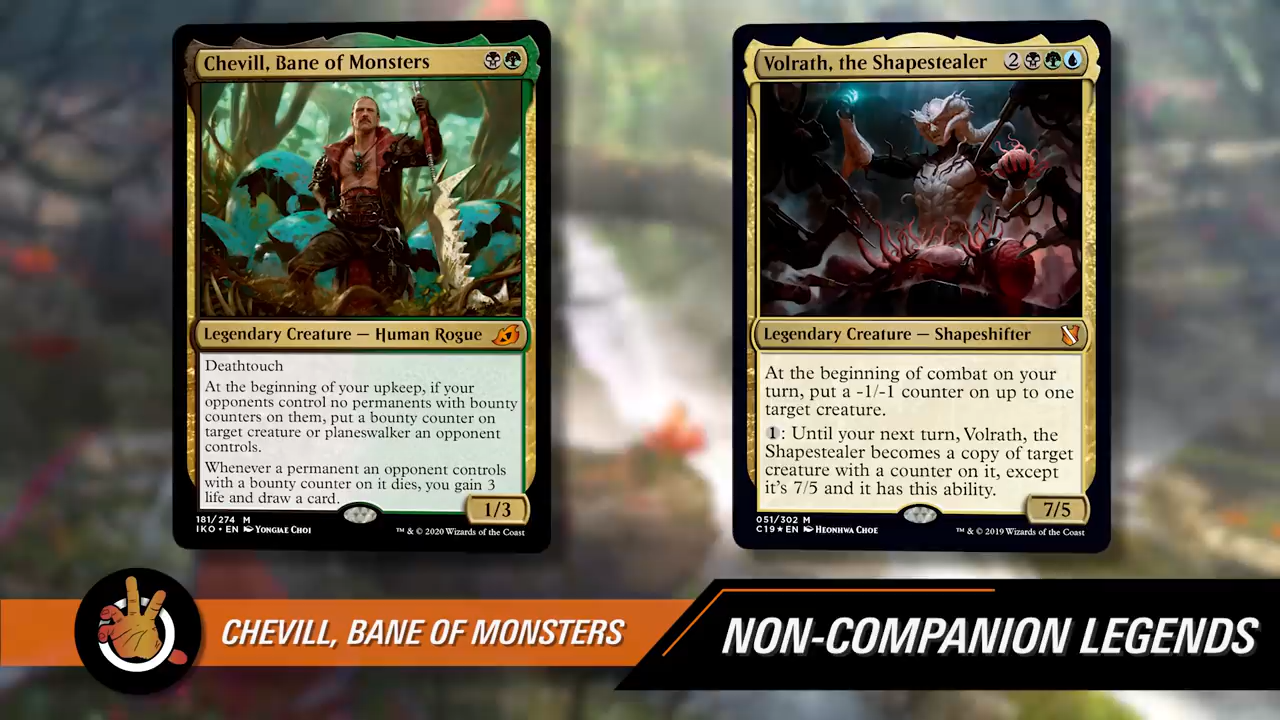 Chevill, Bane of Monsters
Legendary Creature — Human Rogue
Deathtouch
At the beginning of your upkeep, if your
opponents control no permanents with bounty
counters on them, put a bounty counter on
target creature or planeswalker an opponent
controls.
Whenever a permanent an opponent controls
with a bounty counter on it dies, you gain 3
life and draw a card.
1/3
181/274 M
IKO • EN Yongjae Choi
™ & © 2020 Wizards of the Coast
Volrath, the Shapestealer 2
Legendary Creature — Shapeshifter
At the beginning of combat on your
turn, put a -1/-1 counter on up to one
target creature.
1: Until your next turn, Volrath, the
Shapestealer becomes a copy of target
creature with a counter on it, except
it's 7/5 and it has this ability.
7/5
051/302 M
C19 ★ EN Heonhwa Choe
™ & © 2019 Wizards of the Coast
CHEVILL, BANE OF MONSTERS
NON-COMPANION LEGENDS